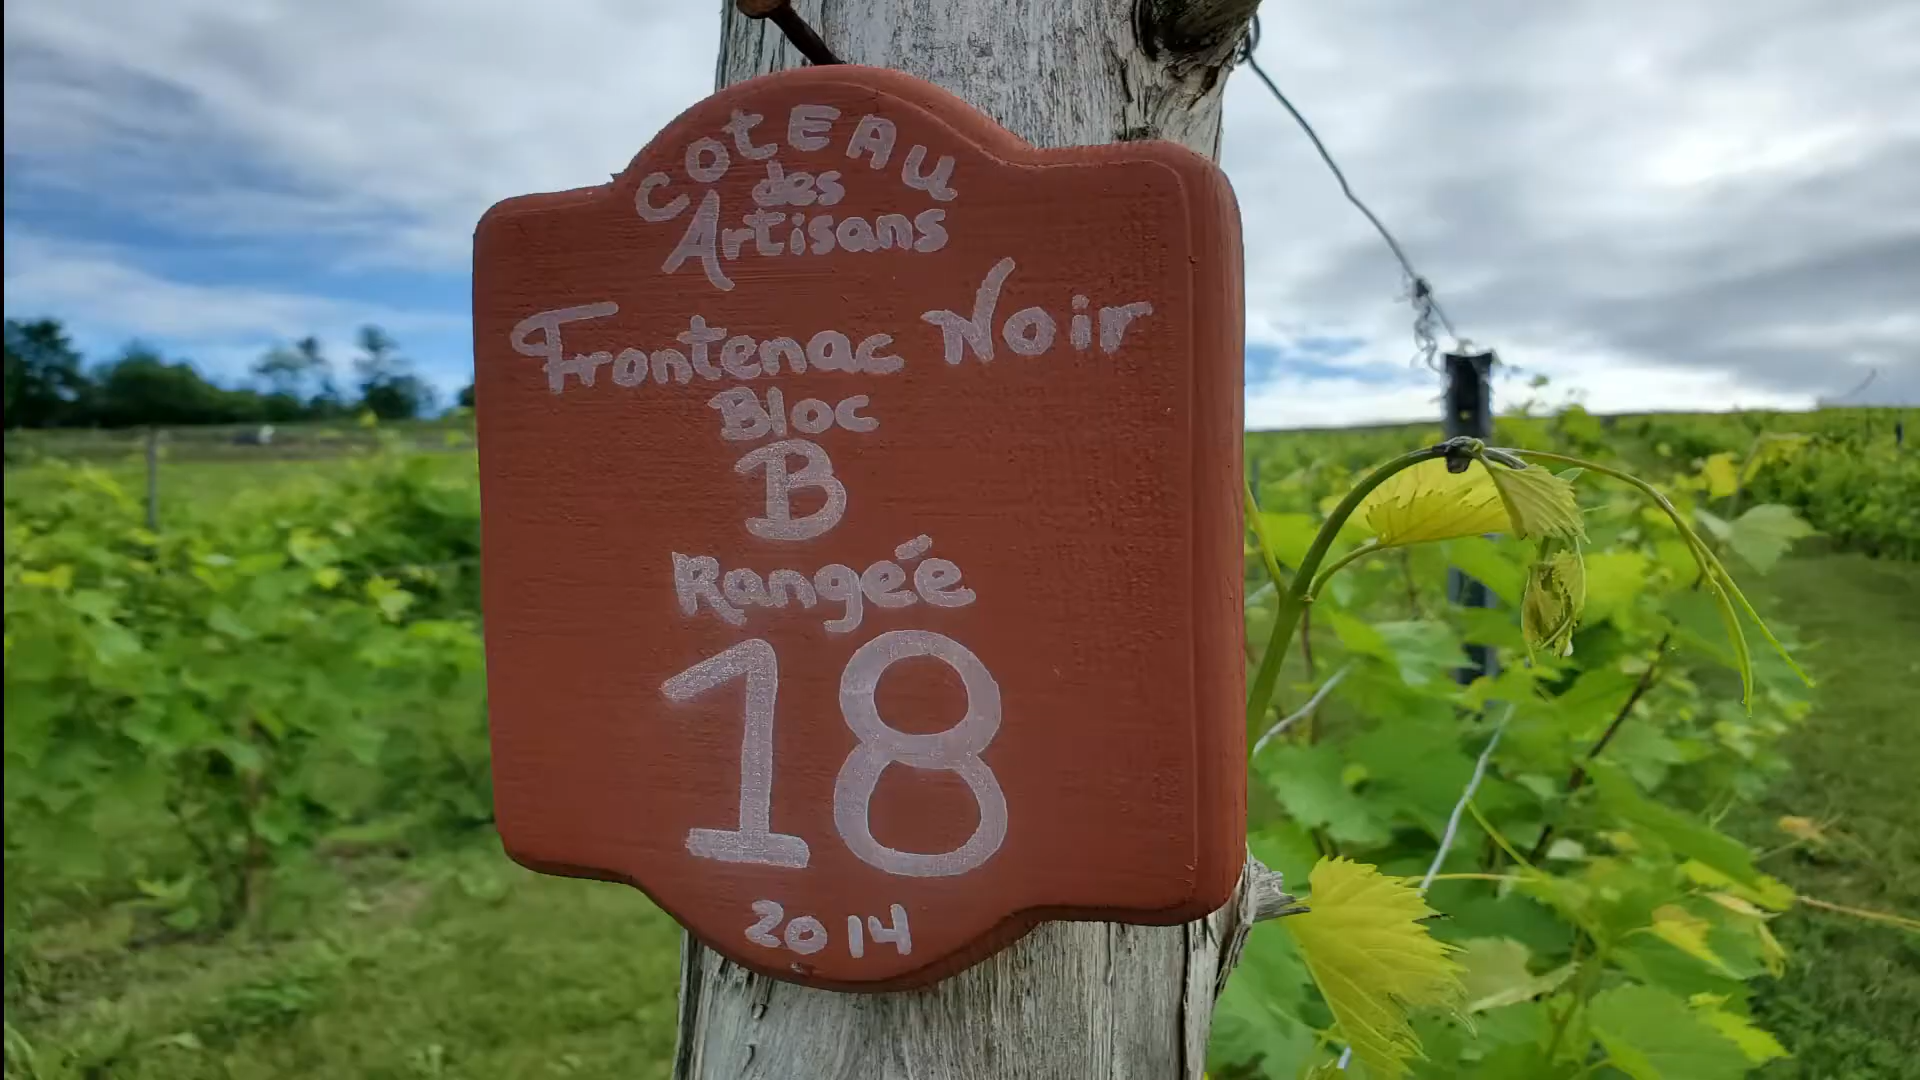 COtEAU
des
Artisans
Frontenac Noir
Bloc
B
Rangée
18
2014